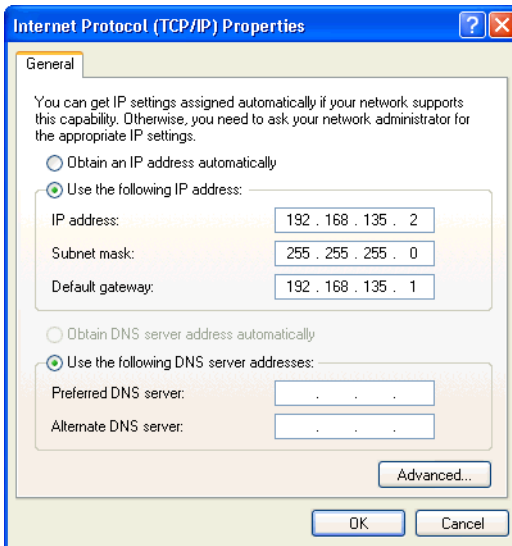 Internet Protocol (TCP/IP) Properties
General
You can get IP settings assigned automatically if your network supports
this capability. Otherwise, you need to ask your network administrator for
the appropriate IP settings.
Obtain an IP address automatically
Use the following IP address:
IP address: 192 . 168 . 135 . 2
Subnet mask: 255 . 255 . 255 . 0
Default gateway: 192 . 168 . 135 . 1
Obtain DNS server address automatically
Use the following DNS server addresses:
Preferred DNS server: . . .
Alternate DNS server: . . .
Advanced...
OK Cancel